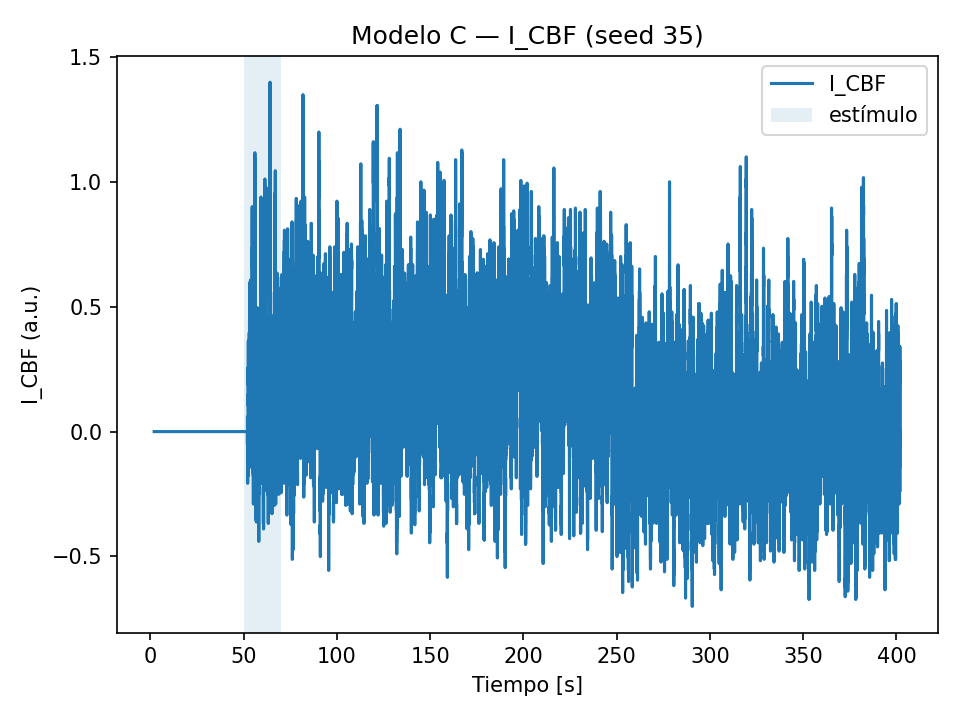 Modelo C — I_CBF (seed 35)
I_CBF
estímulo
1.5
1.0
0.5
0.0
−0.5
I_CBF (a.u.)
0 50 100 150 200 250 300 350 400
Tiempo [s]